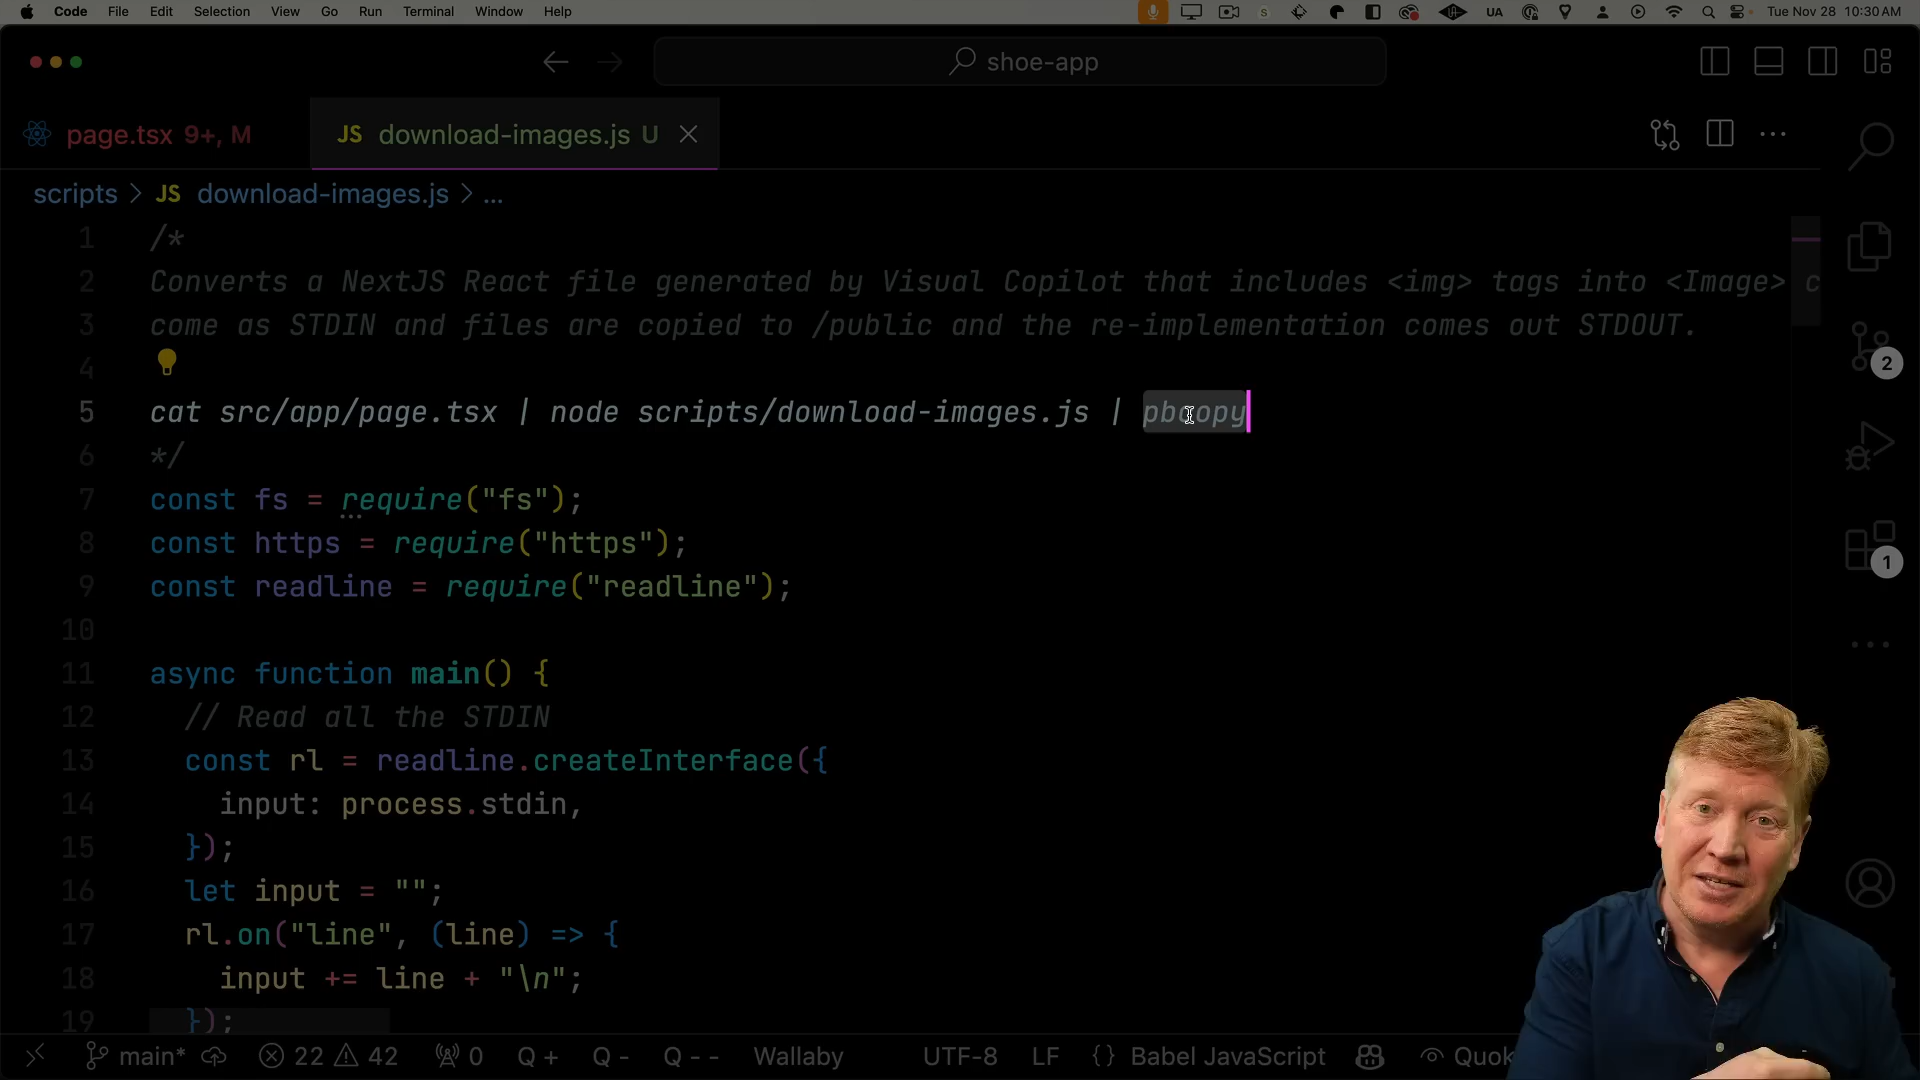 Code File Edit Selection View Go Run Terminal Window Help
S UA Tue Nov 28 10:30 AM
shoe-app
page.tsx 9+, M JS download-images.js U
scripts > JS download-images.js > ...
1 /*
2 Converts a NextJS React file generated by Visual Copilot that includes <img> tags into <Image> c
3 come as STDIN and files are copied to /public and the re-implementation comes out STDOUT.
4
5 cat src/app/page.tsx | node scripts/download-images.js | pbcopy
6 */
7 const fs = require("fs");
8 const https = require("https");
9 const readline = require("readline");
10
11 async function main() {
12 // Read all the STDIN
13 const rl = readline.createInterface({
14 input: process.stdin,
15 });
16 let input = "";
17 rl.on("line", (line) => {
18 input += line + "\n";
19 });
2
1
main* 22 42 0 Q + Q - Q - - Wallaby UTF-8 LF {} Babel JavaScript Quok